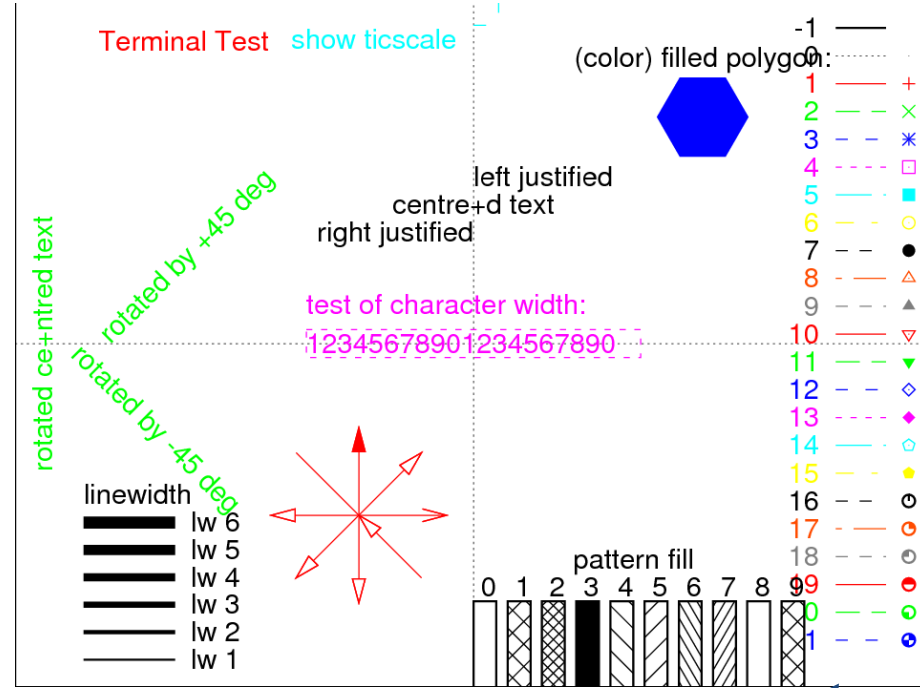 Terminal Test
show ticscale
(color) filled polygon:
left justified
centre+d text
right justified
rotated ce+ntred text
rotated by +45 deg
rotated by -45 deg
test of character width:
12345678901234567890
linewidth
lw 6
lw 5
lw 4
lw 3
lw 2
lw 1
pattern fill
0 1 2 3 4 5 6 7 8 9
-1
0
1
2
3
4
5
6
7
8
9
10
11
12
13
14
15
16
17
18
19
0
1